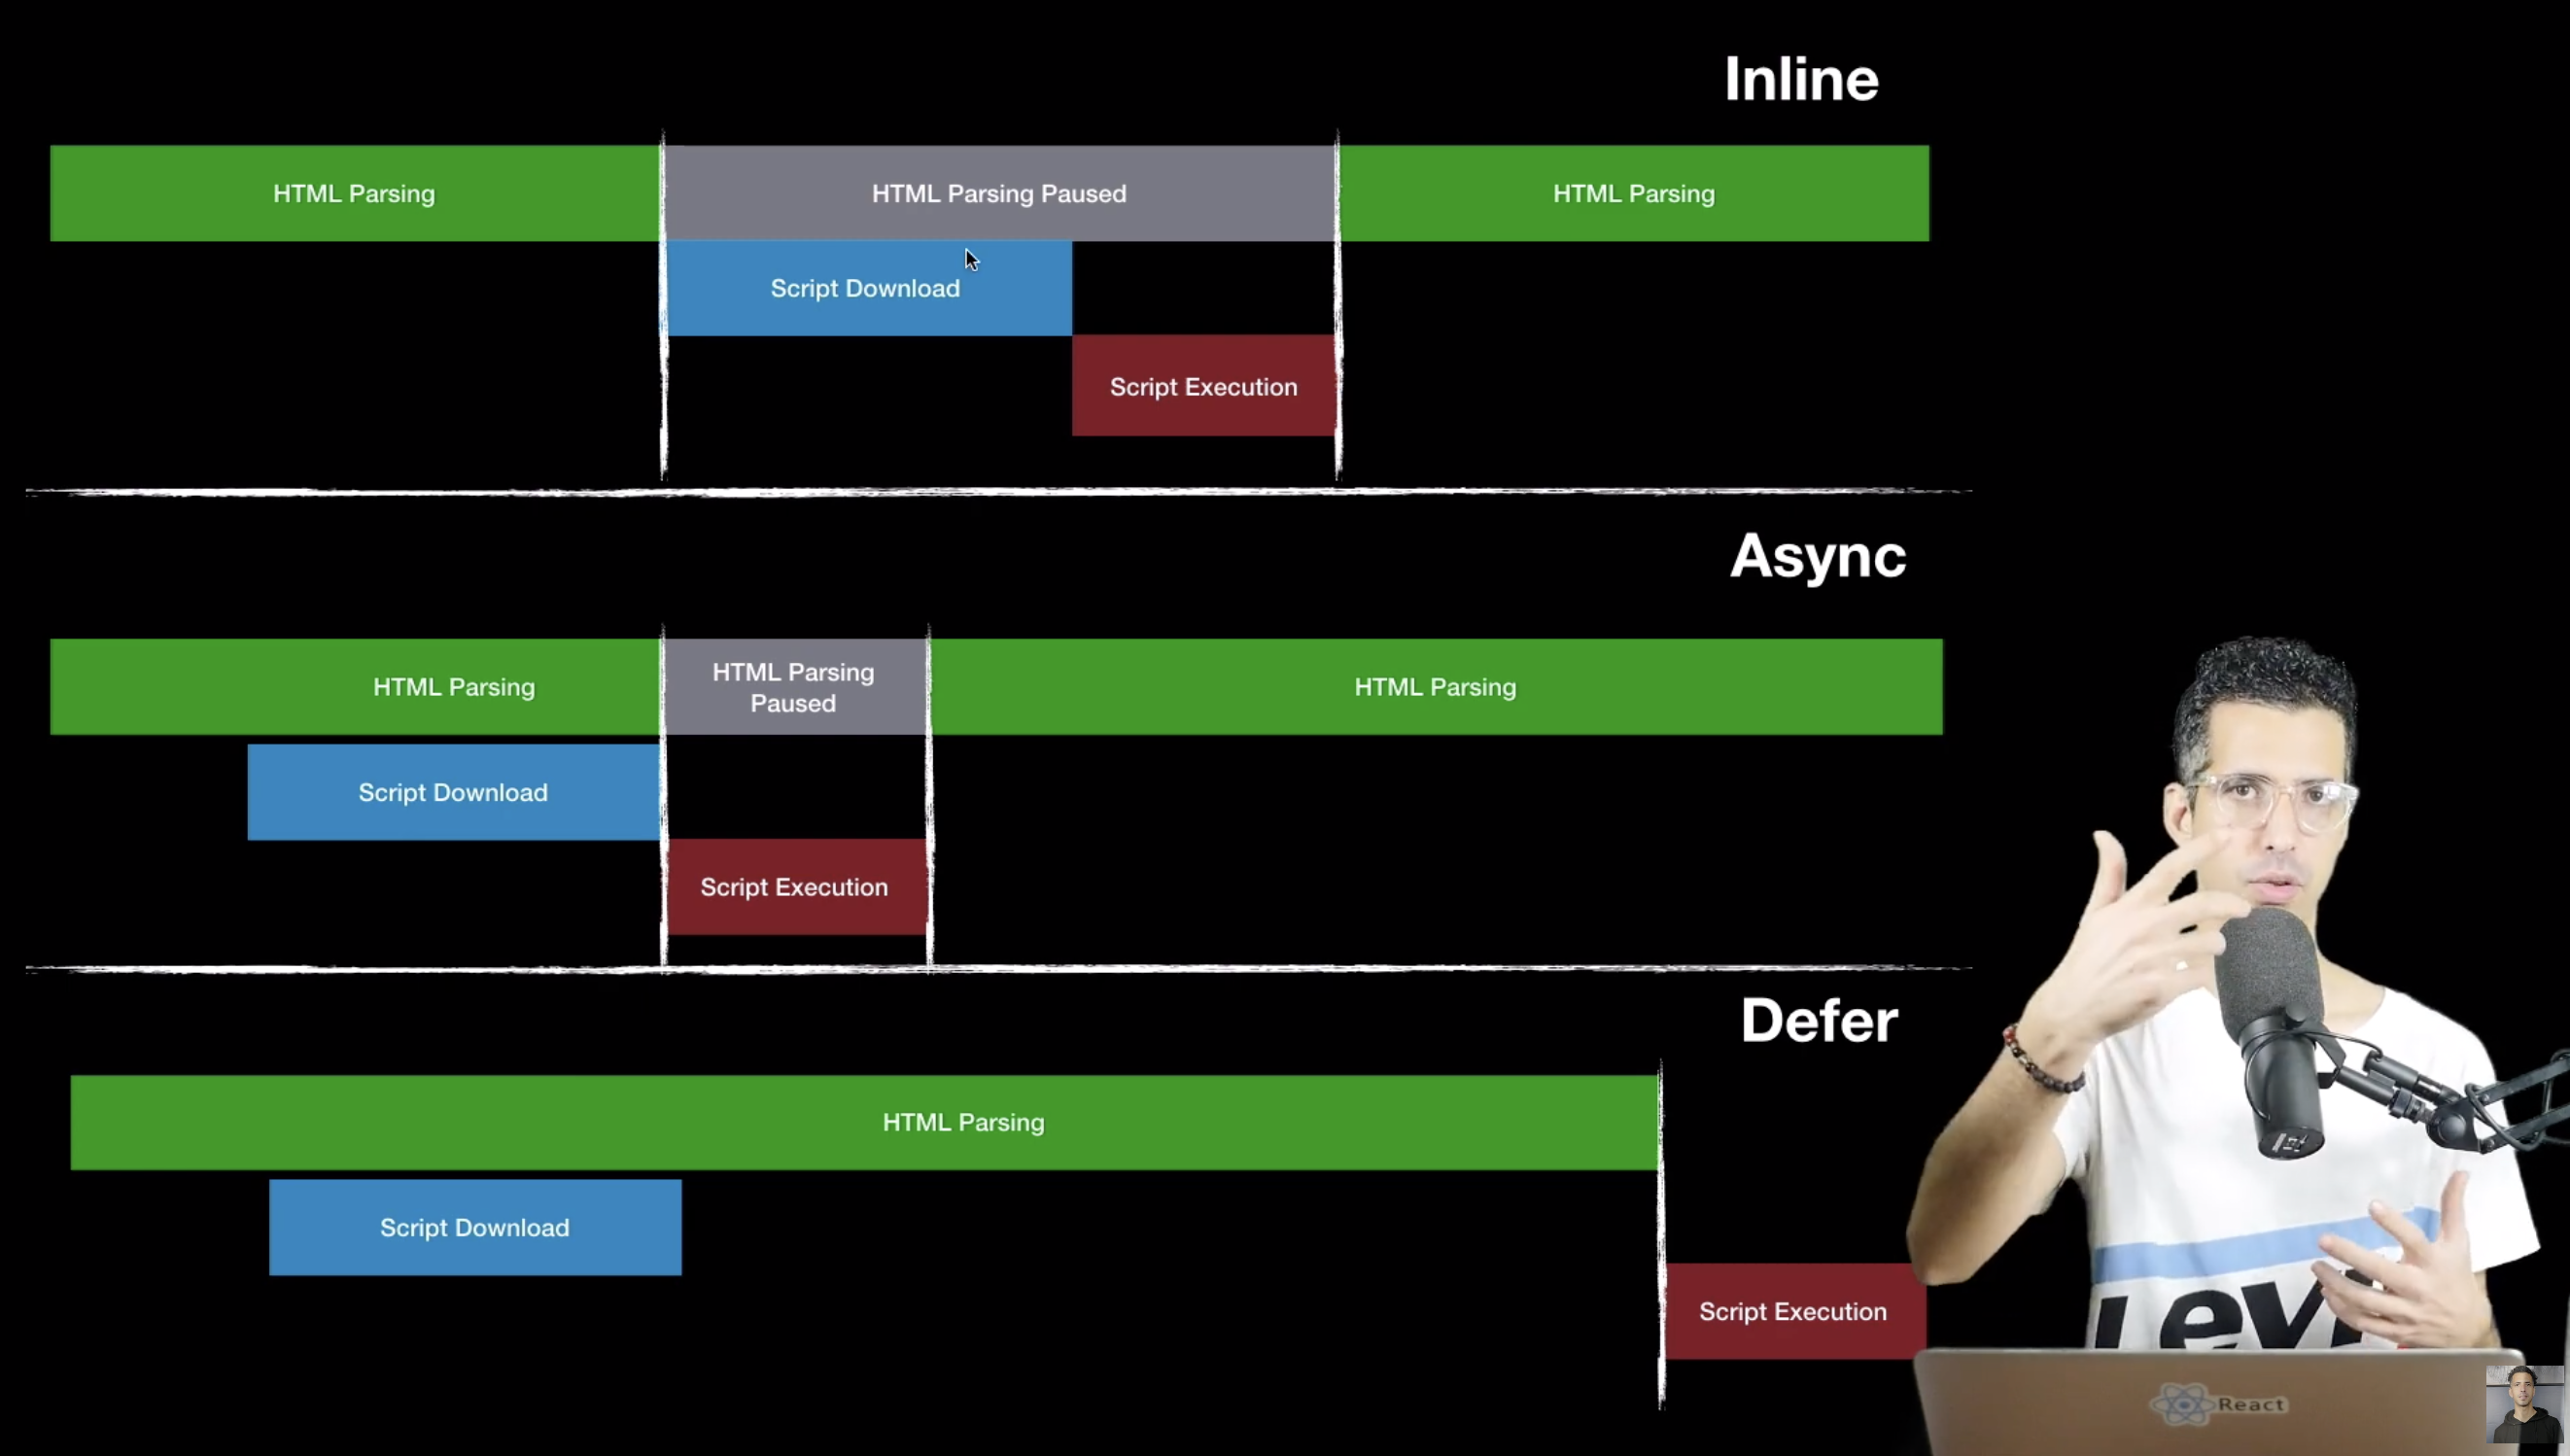 Inline
HTML Parsing
HTML Parsing Paused
HTML Parsing
Script Download
Script Execution
Async
HTML Parsing
HTML Parsing
Paused
HTML Parsing
Script Download
Script Execution
Defer
HTML Parsing
Script Download
Script Execution
React